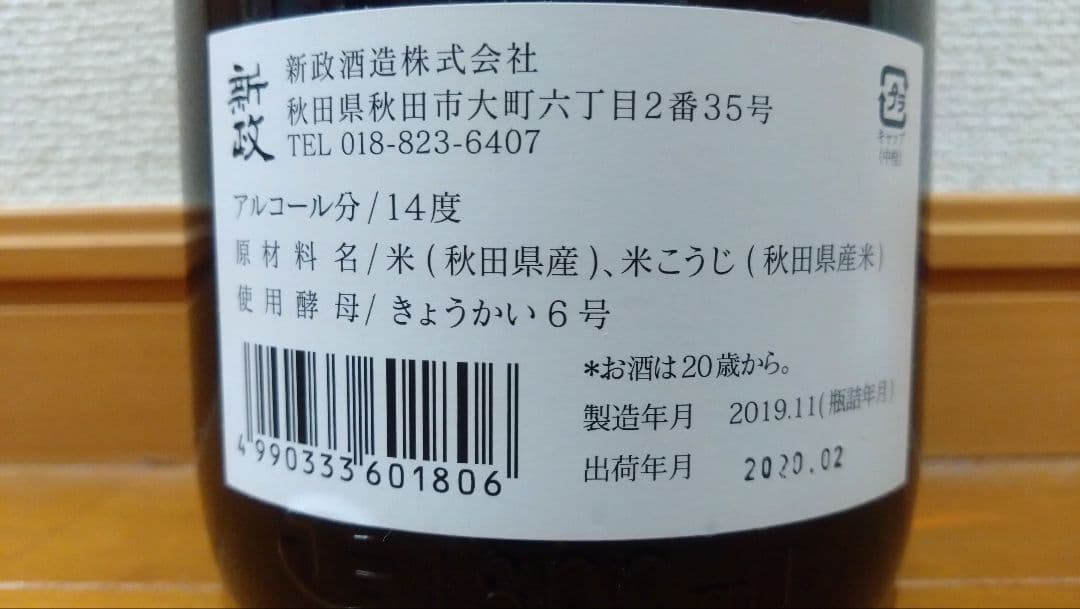 新政
新政酒造株式会社
秋田県秋田市大町六丁目2番35号
TEL 018-823-6407
プラ
キャップ
(中栓)
アルコール分/14度
原材料名/米(秋田県産)、米こうじ(秋田県産米)
使用酵母/きょうかい6号
4990333601806
*お酒は20歳から。
製造年月 2019.11(瓶詰年月)
出荷年月 2020.02